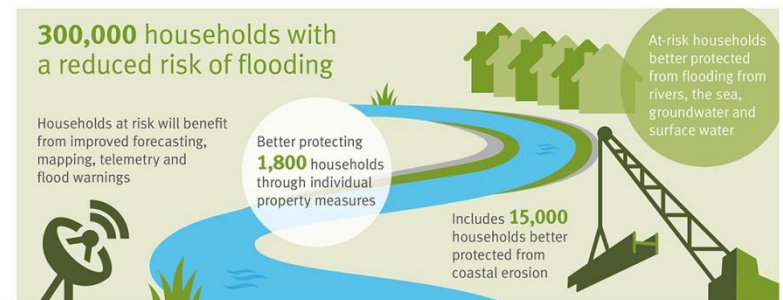 300,000 households with
a reduced risk of flooding
Households at risk will benefit
from improved forecasting,
mapping, telemetry and
flood warnings
Better protecting
1,800 households
through individual
property measures
At-risk households
better protected
from flooding from
rivers, the sea,
groundwater and
surface water
Includes 15,000
households better
protected from
coastal erosion